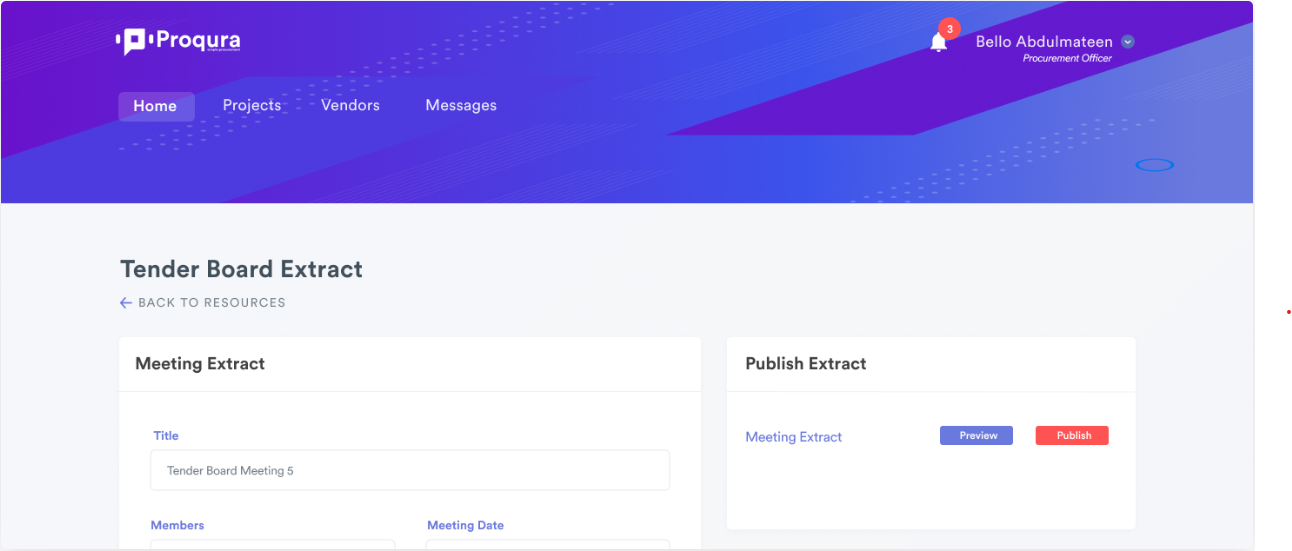 Proqura
3
Bello Abdulmateen
Procurement Officer
Home
Projects
Vendors
Messages
Tender Board Extract
BACK TO RESOURCES
Meeting Extract
Publish Extract
Title
Meeting Extract
Preview
Publish
Tender Board Meeting 5
Members
Meeting Date